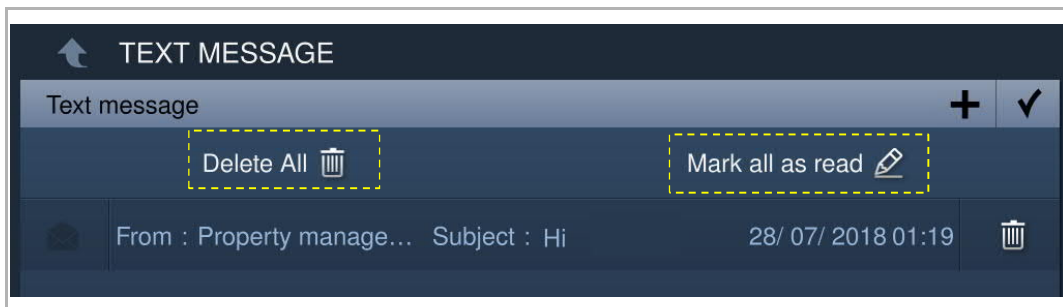 TEXT MESSAGE
Text message
Delete All Mark all as read
From : Property manage... Subject : Hi 28/ 07/ 2018 01:19